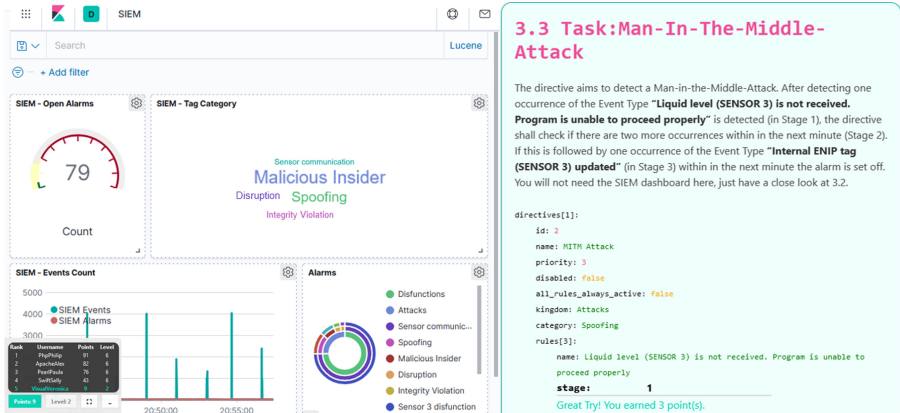 D SIEM
Search
Lucene
+ Add filter
SIEM - Open Alarms
79
Count
SIEM - Tag Category
Sensor communication
Malicious Insider
Disruption Spoofing
Integrity Violation
SIEM - Events Count
5000
4000
3000
SIEM Events
SIEM Alarms
20:50:00 20:55:00
Rank Username Points Level
1 PhpPhilip 91 6
2 ApacheAlex 82 6
3 PearlPaula 76 6
4 SwiftSally 43 6
5 VisualVeronica 9 2
Points: 9 Level: 2
Alarms
Disfunctions
Attacks
Sensor communic...
Spoofing
Malicious Insider
Disruption
Integrity Violation
Sensor 3 disfunction
3.3 Task:Man-In-The-Middle-
Attack
The directive aims to detect a Man-in-the-Middle-Attack. After detecting one
occurrence of the Event Type "Liquid level (SENSOR 3) is not received.
Program is unable to proceed properly" is detected (in Stage 1), the directive
shall check if there are two more occurrences within in the next minute (Stage 2).
If this is followed by one occurrence of the Event Type "Internal ENIP tag
(SENSOR 3) updated" (in Stage 3) within in the next minute the alarm is set off.
You will not need the SIEM dashboard here, just have a close look at 3.2.
directives[1]:
id: 2
name: MITM Attack
priority: 3
disabled: false
all_rules_always_active: false
kingdom: Attacks
category: Spoofing
rules[3]:
name: Liquid level (SENSOR 3) is not received. Program is unable to
proceed properly
stage: 1
Great Try! You earned 3 point(s).